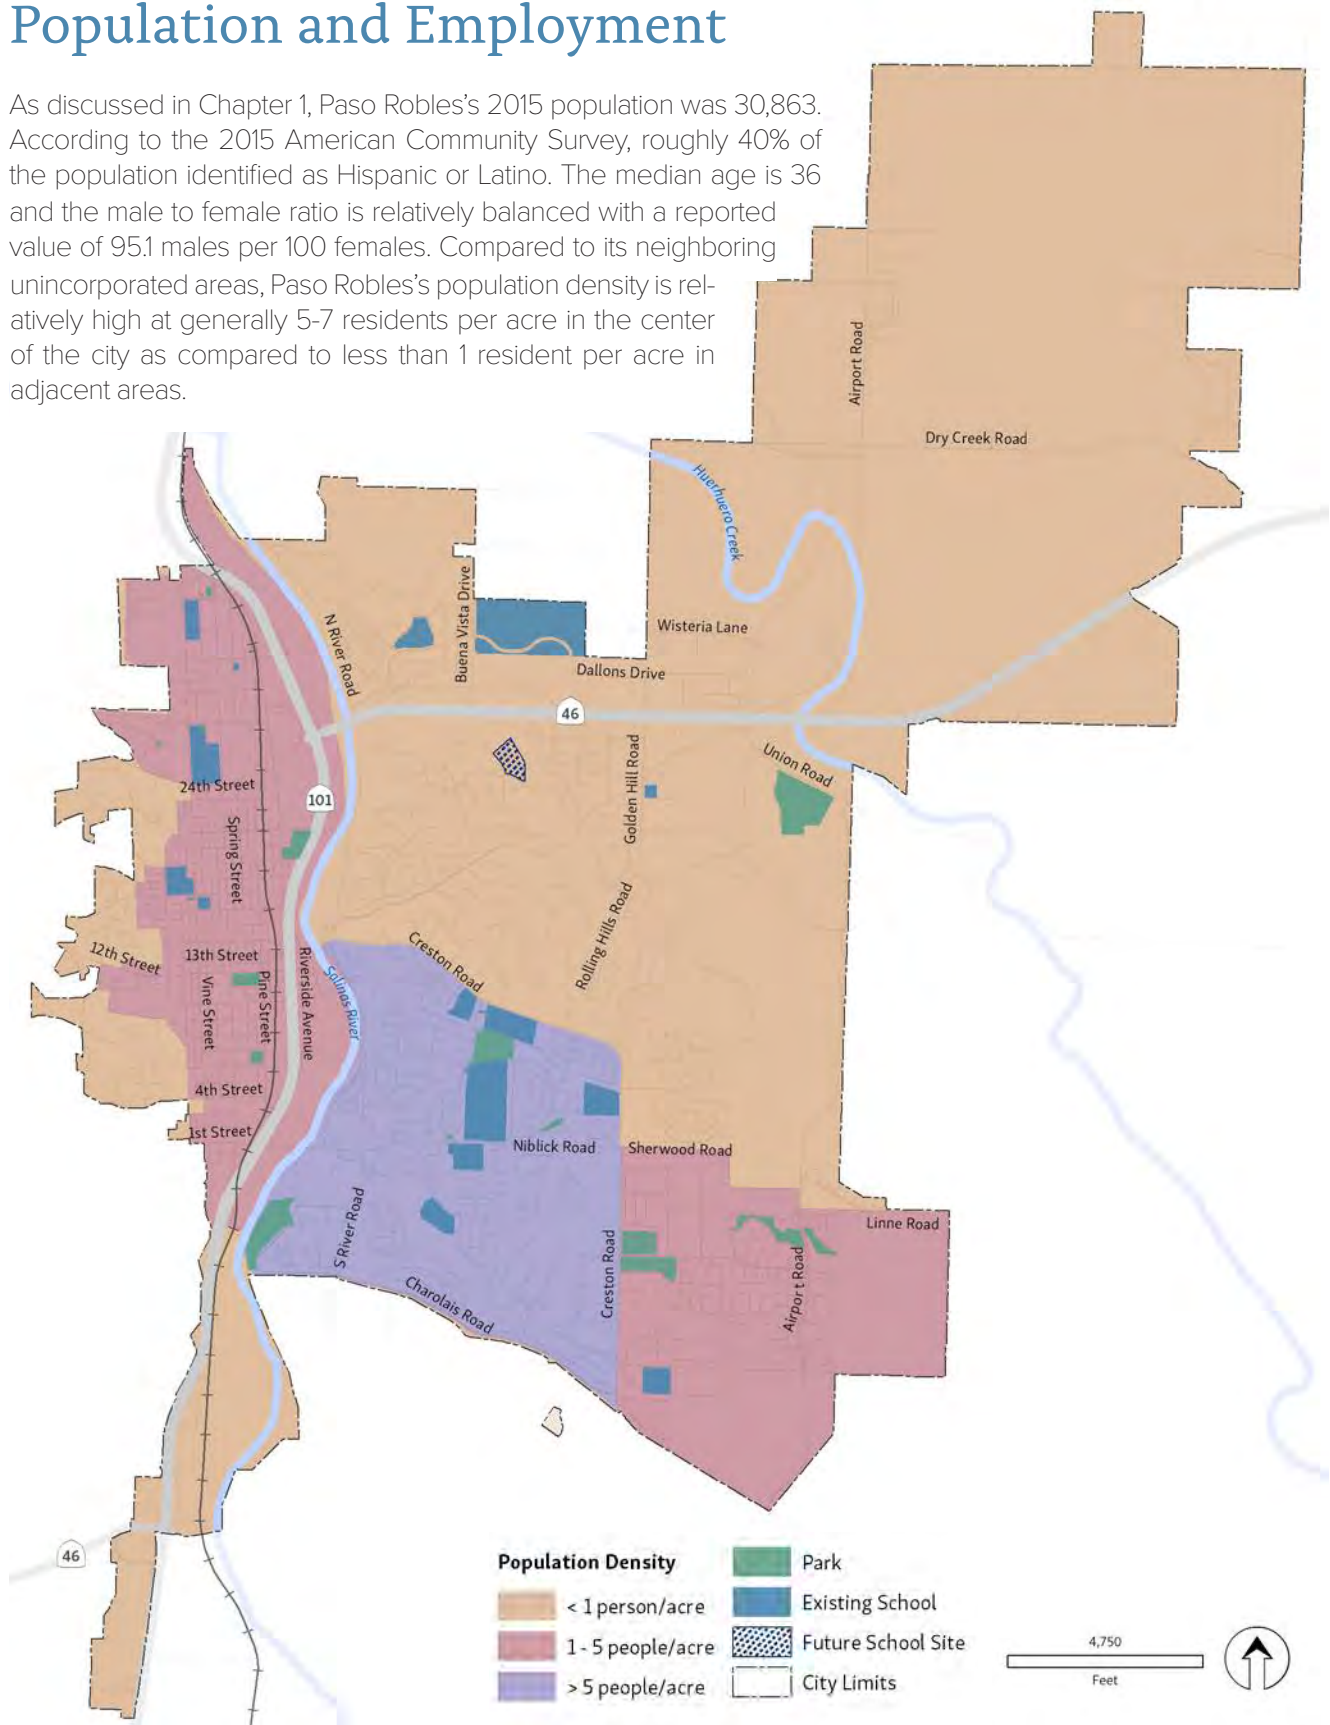 Population and Employment
As discussed in Chapter 1, Paso Robles's 2015 population was 30,863.
According to the 2015 American Community Survey, roughly 40% of
the population identified as Hispanic or Latino. The median age is 36
and the male to female ratio is relatively balanced with a reported
value of 95.1 males per 100 females. Compared to its neighboring
unincorporated areas, Paso Robles's population density is rel-
atively high at generally 5-7 residents per acre in the center
of the city as compared to less than 1 resident per acre in
adjacent areas.
Airport Road
Dry Creek Road
Huerhuero Creek
Buena Vista Drive
N River Road
Wisteria Lane
Dallons Drive
46
Golden Hill Road
Union Road
24th Street
101
Spring Street
Rolling Hills Road
Creston Road
12th Street
13th Street
Vine Street
Pine Street
Riverside Avenue
Salinas River
4th Street
1st Street
Niblick Road
Sherwood Road
S River Road
Linne Road
Creston Road
Airport Road
Charolais Road
46
Population Density
< 1 person/acre
1 - 5 people/acre
> 5 people/acre
Park
Existing School
Future School Site
City Limits
4,750
Feet